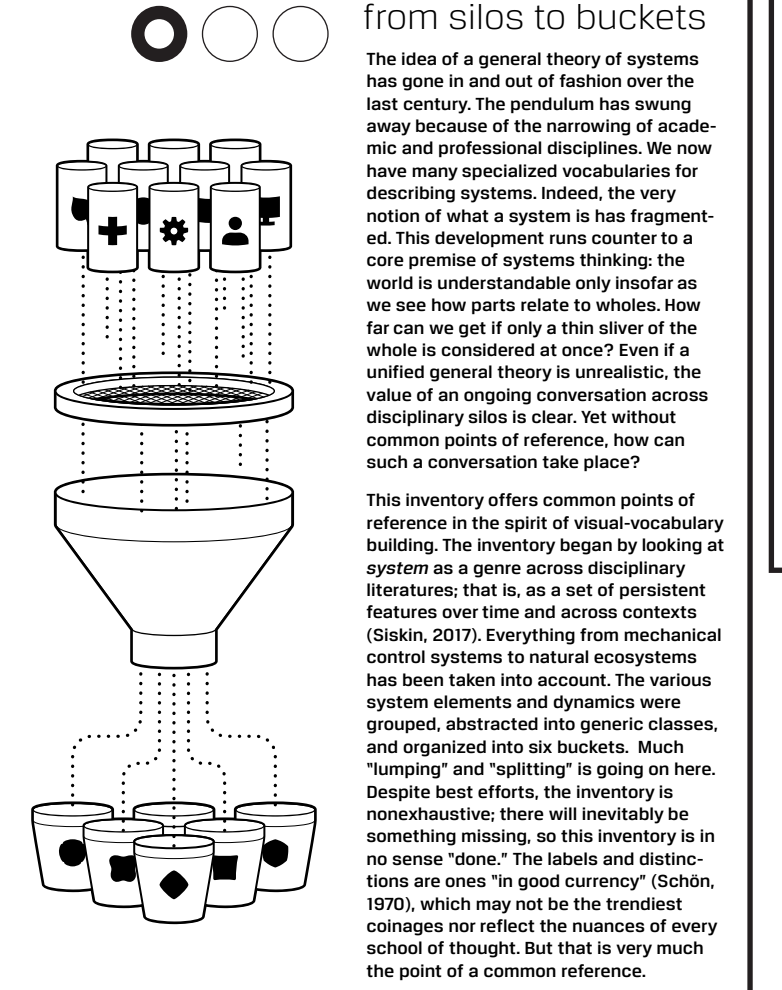 from silos to buckets
The idea of a general theory of systems
has gone in and out of fashion over the
last century. The pendulum has swung
away because of the narrowing of acade-
mic and professional disciplines. We now
have many specialized vocabularies for
describing systems. Indeed, the very
notion of what a system is has fragment-
ed. This development runs counter to a
core premise of systems thinking: the
world is understandable only insofar as
we see how parts relate to wholes. How
far can we get if only a thin sliver of the
whole is considered at once? Even if a
unified general theory is unrealistic, the
value of an ongoing conversation across
disciplinary silos is clear. Yet without
common points of reference, how can
such a conversation take place?
This inventory offers common points of
reference in the spirit of visual-vocabulary
building. The inventory began by looking at
system as a genre across disciplinary
literatures; that is, as a set of persistent
features over time and across contexts
(Siskin, 2017). Everything from mechanical
control systems to natural ecosystems
has been taken into account. The various
system elements and dynamics were
grouped, abstracted into generic classes,
and organized into six buckets.  Much
"lumping" and "splitting" is going on here.
Despite best efforts, the inventory is
nonexhaustive; there will inevitably be
something missing, so this inventory is in
no sense "done." The labels and distinc-
tions are ones "in good currency" (Schön,
1970), which may not be the trendiest
coinages nor reflect the nuances of every
school of thought. But that is very much
the point of a common reference.